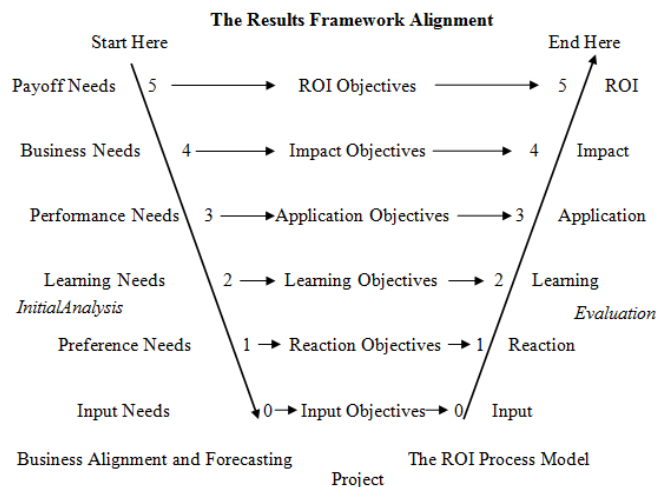 The Results Framework Alignment
Start Here End Here
Payoff Needs 5 ROI Objectives 5 ROI
Business Needs 4 Impact Objectives 4 Impact
Performance Needs 3 Application Objectives 3 Application
Learning Needs 2 Learning Objectives 2 Learning
InitialAnalysis Evaluation
Preference Needs 1 Reaction Objectives 1 Reaction
Input Needs 0 Input Objectives 0 Input
Business Alignment and Forecasting The ROI Process Model
Project